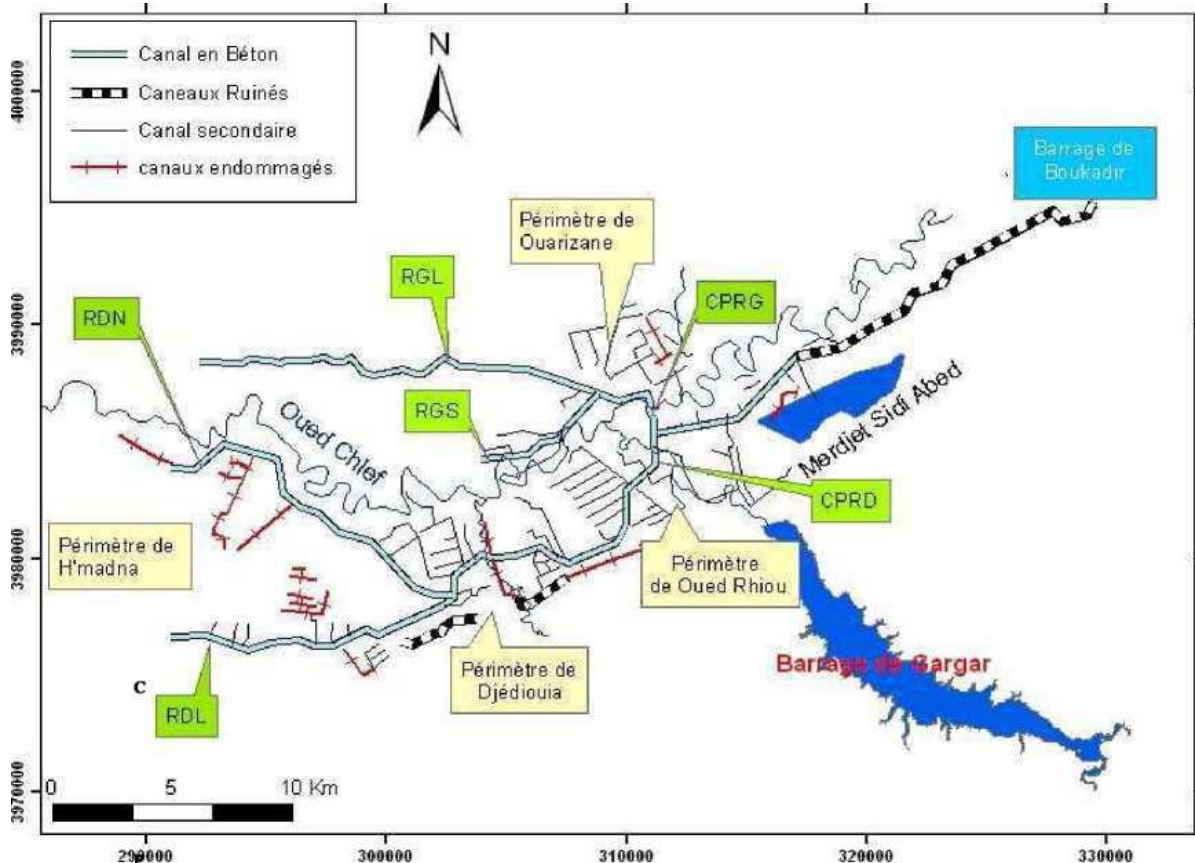 Canal en Béton
Caneaux Ruinés
Canal secondaire
canaux endommagés
N
Barrage de
Boukadir
Périmètre de
Ouarizane
RGL
CPRG
RDN
RGS
Oued Chlef
Merdjet Sidi Abed
CPRD
Périmètre de
H'madna
Périmètre
de Oued Rhiou
Périmètre de
Djédiouia
Barrage de Gargar
C
RDL
0 5 10 Km
4000000
3990000
3980000
3970000
290000 300000 310000 320000 330000